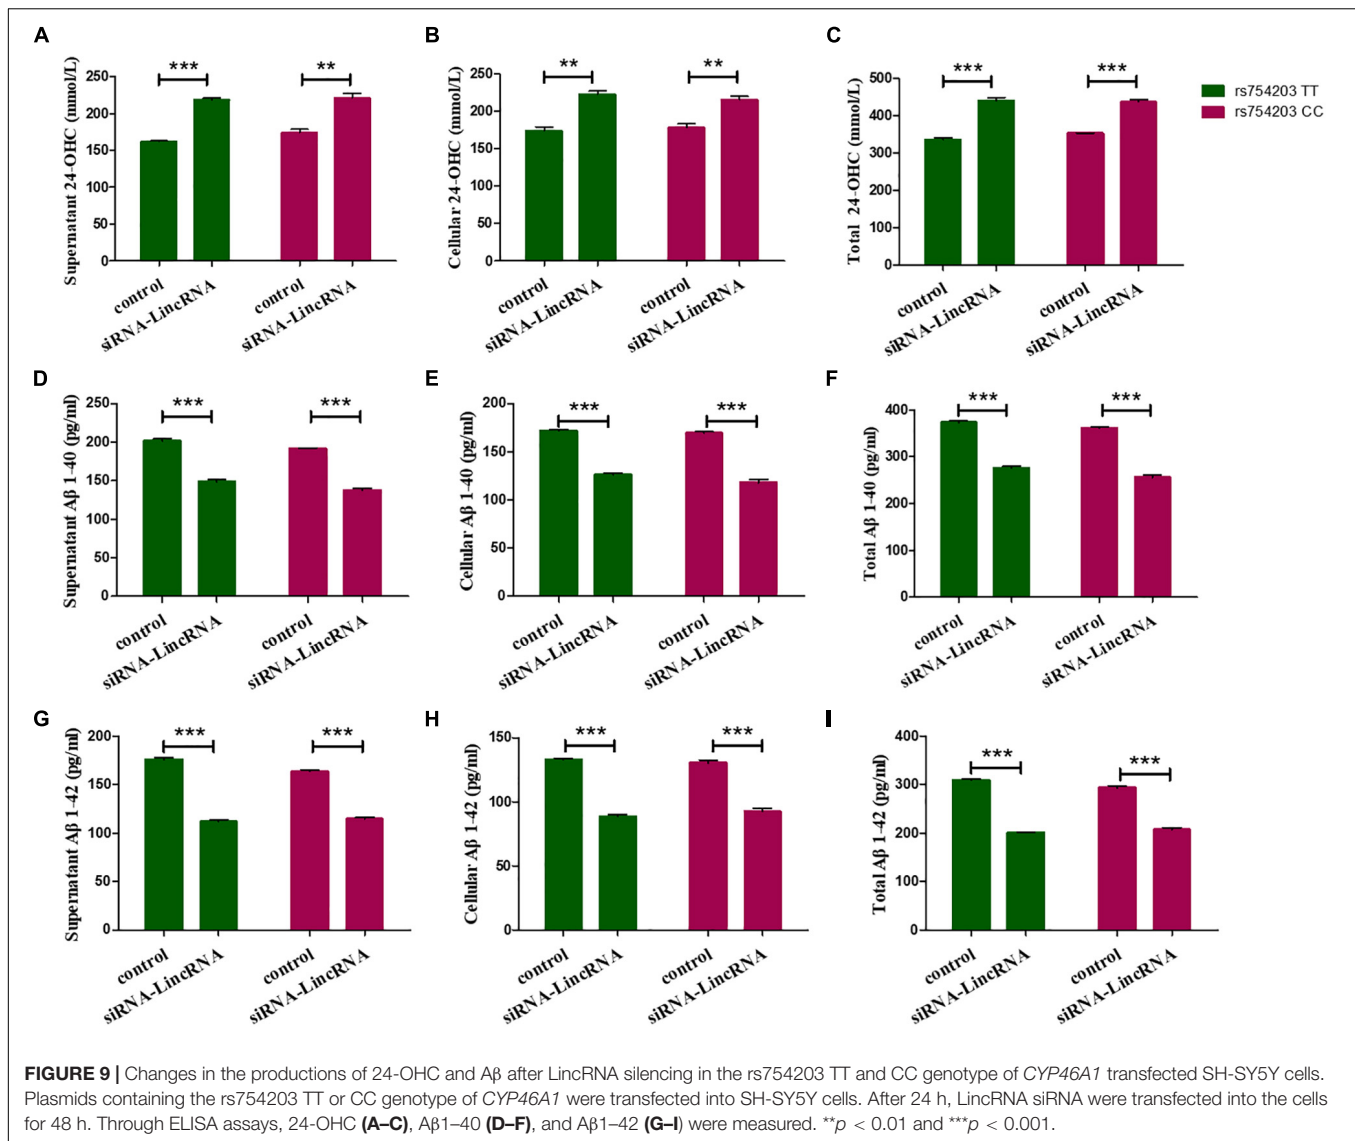 A
Supernatant 24-OHC (mmol/L)
250
200
150
100
50
0
***
**
control
siRNA-LincRNA
control
siRNA-LincRNA
B
Cellular 24-OHC (mmol/L)
250
200
150
100
50
0
**
**
control
siRNA-LincRNA
control
siRNA-LincRNA
C
Total 24-OHC (mmol/L)
500
400
300
400
0
***
***
control
siRNA-LincRNA
control
siRNA-LincRNA
rs754203 TT
rs754203 CC
D
Supernatant Aβ 1-40 (pg/ml)
250
200
150
100
50
0
***
***
control
siRNA-LincRNA
control
siRNA-LincRNA
E
Cellular Aβ 1-40 (pg/ml)
200
150
100
50
0
***
***
control
siRNA-LincRNA
control
siRNA-LincRNA
F
Total Aβ 1-40 (pg/ml)
400
300
200
400
0
***
***
control
siRNA-LincRNA
control
siRNA-LincRNA
G
Supernatant Aβ 1-42 (pg/ml)
200
150
100
50
0
***
***
control
siRNA-LincRNA
control
siRNA-LincRNA
H
Cellular Aβ 1-42 (pg/ml)
150
100
50
0
***
***
control
siRNA-LincRNA
control
siRNA-LincRNA
I
Total Aβ 1-42 (pg/ml)
400
300
200
400
0
***
***
control
siRNA-LincRNA
control
siRNA-LincRNA
FIGURE 9 | Changes in the productions of 24-OHC and Aβ after LincRNA silencing in the rs754203 TT and CC genotype of CYP46A1 transfected SH-SY5Y cells.
Plasmids containing the rs754203 TT or CC genotype of CYP46A1 were transfected into SH-SY5Y cells. After 24 h, LincRNA siRNA were transfected into the cells
for 48 h. Through ELISA assays, 24-OHC (A–C), Aβ1–40 (D–F), and Aβ1–42 (G–I) were measured. **p < 0.01 and ***p < 0.001.